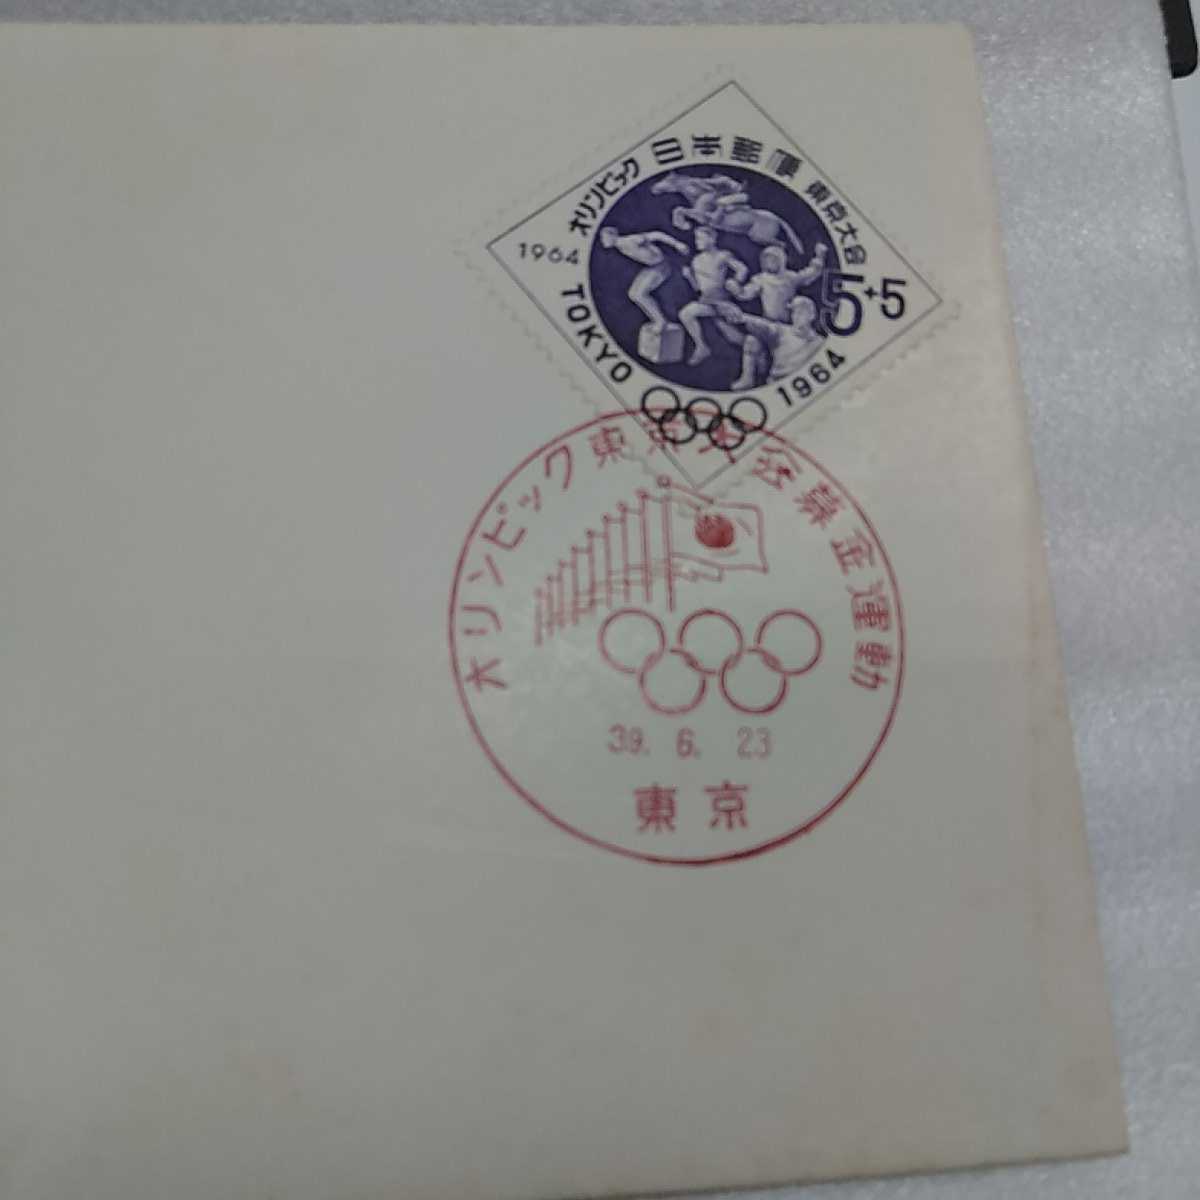 日本郵便
オリンピック東京大会
1964
5+5
TOKYO 1964
オリンピック東京大会募金運動
39. 6. 23
東京